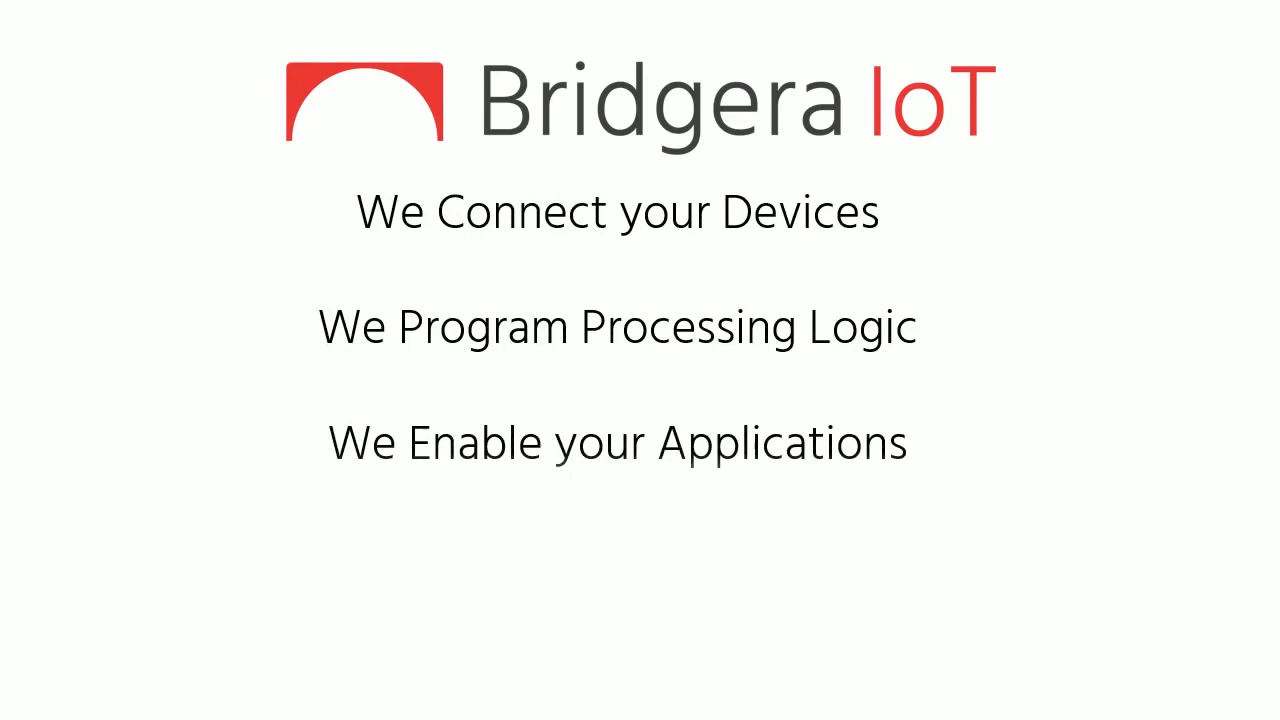 Bridgera IoT
We Connect your Devices
We Program Processing Logic
We Enable your Applications